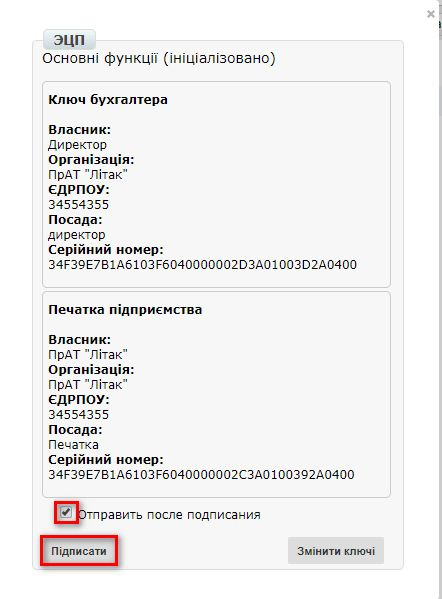 ЭЦП
Основні функції (ініціалізовано)
Ключ бухгалтера
Власник:
Директор
Організація:
ПрАТ "Літак"
ЄДРПОУ:
34554355
Посада:
директор
Серійний номер:
34F39E7B1A6103F6040000002D3A01003D2A0400
Печатка підприємства
Власник:
ПрАТ "Літак"
Організація:
ПрАТ "Літак"
ЄДРПОУ:
34554355
Посада:
Печатка
Серійний номер:
34F39E7B1A6103F6040000002C3A0100392A0400
Отправить после подписания
Підписати Змінити ключі